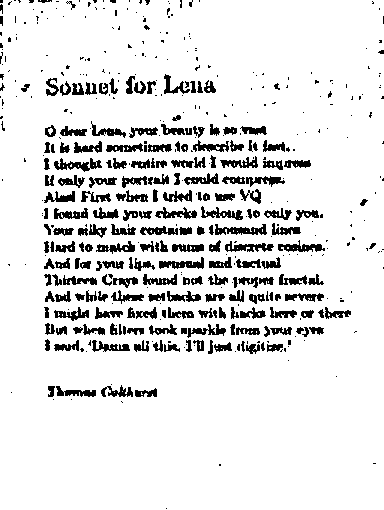 Sonnet for Lena
O dear Lena, your beauty is so vast
It is hard sometimes to describe it fast.
I thought the entire world I would impress
If only your portrait I could compress.
Alas! First when I tried to use VQ
I found that your cheeks belong to only you.
Your silky hair contains a thousand lines
Hard to match with sums of discrete cosines.
And for your lips, sensual and tactual
Thirteen Crays found not the proper fractal.
And while these setbacks are all quite severe
I might have fixed them with hacks here or there
But when filters took sparkle from your eyes
I said, 'Damn all this. I'll just digitize.'
Thomas Colthurst